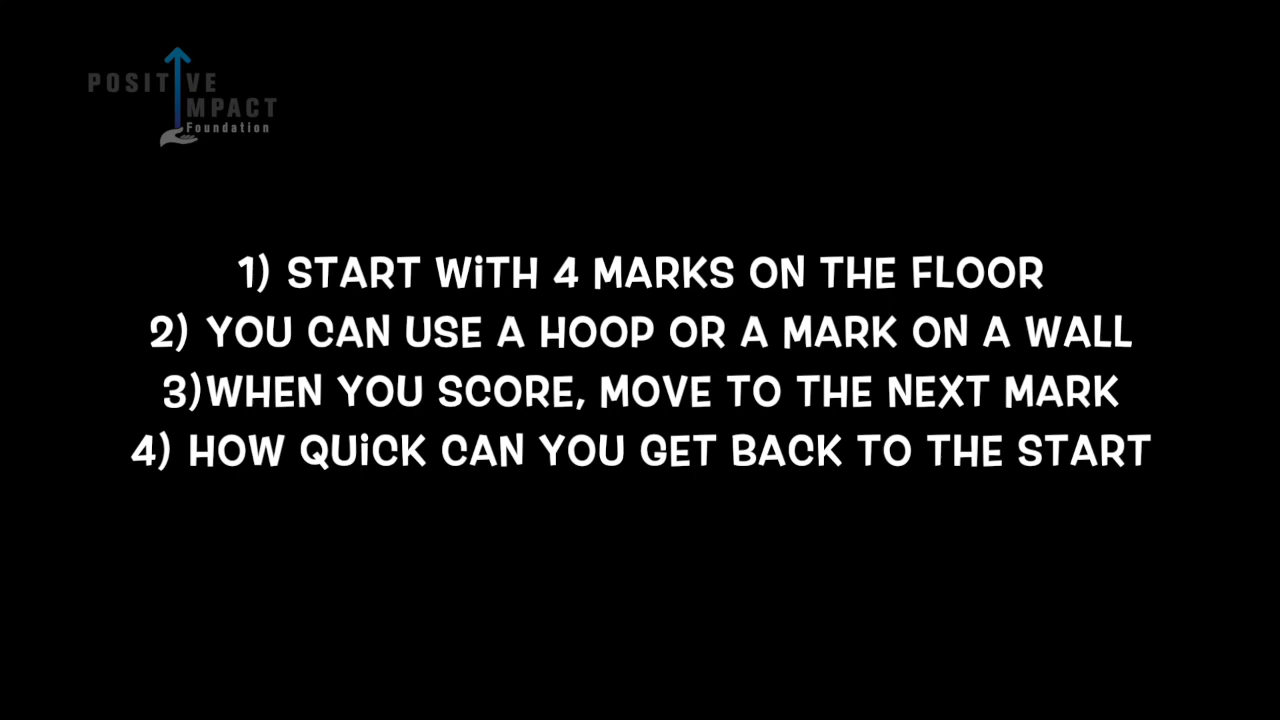 POSITIVE
IMPACT
Foundation
1) START WiTH 4 MARKS ON THE FLOOR
2) YOU CAN USE A HOOP OR A MARK ON A WALL
3)WHEN YOU SCORE, MOVE TO THE NEXT MARK
4) HOW QUiCK CAN YOU GET BACK TO THE START